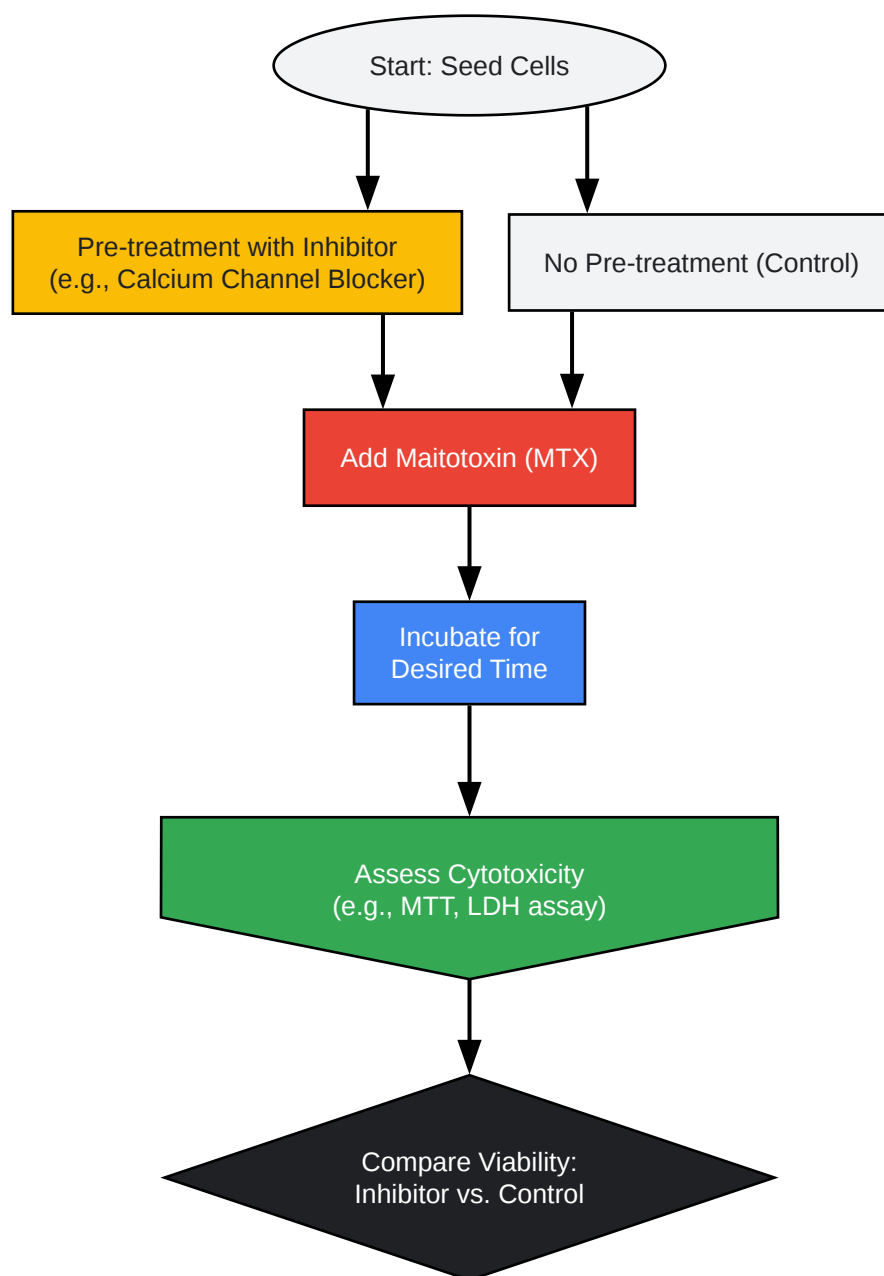 Start: Seed Cells
Pre-treatment with Inhibitor
(e.g., Calcium Channel Blocker)
No Pre-treatment (Control)
Add Maitotoxin (MTX)
Incubate for
Desired Time
Assess Cytotoxicity
(e.g., MTT, LDH assay)
Compare Viability:
Inhibitor vs. Control